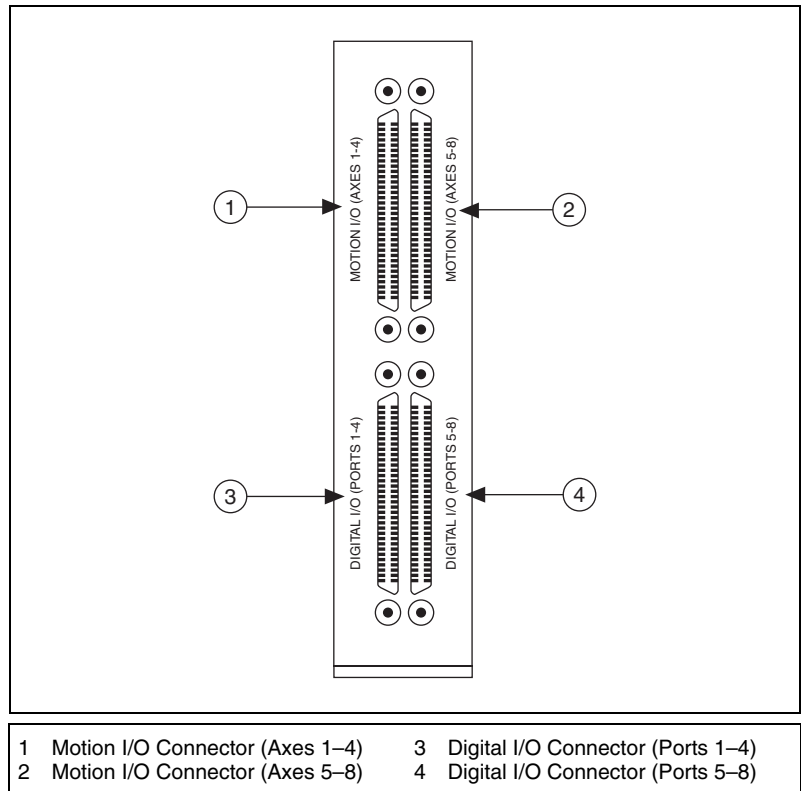 MOTION I/O (AXES 1-4)
MOTION I/O (AXES 5-8)
1
2
DIGITAL I/O (PORTS 1-4)
DIGITAL I/O (PORTS 5-8)
3
4
1 Motion I/O Connector (Axes 1–4)
2 Motion I/O Connector (Axes 5–8)
3 Digital I/O Connector (Ports 1–4)
4 Digital I/O Connector (Ports 5–8)